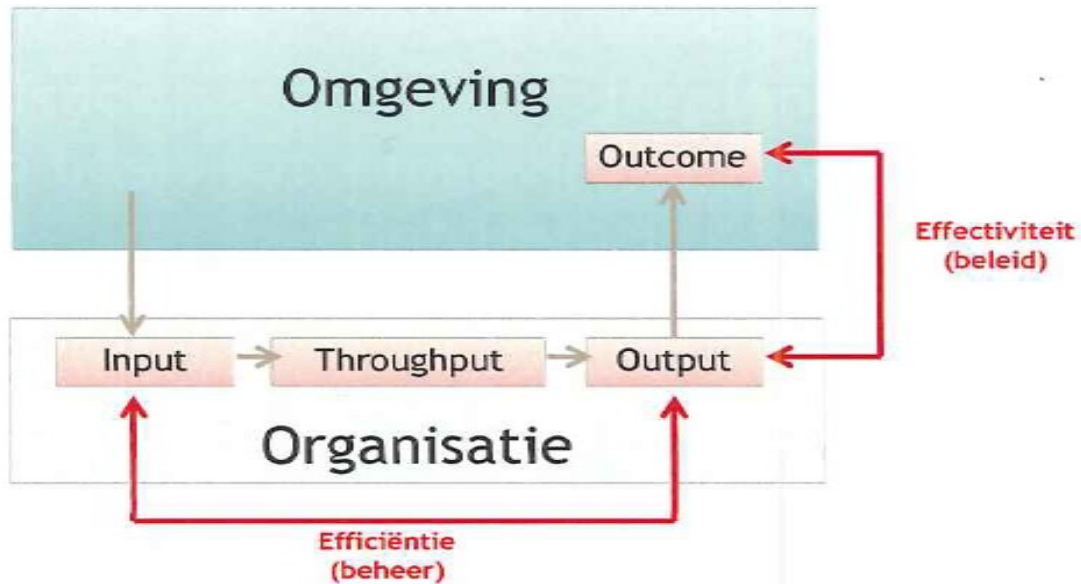 Omgeving
Outcome
Effectiviteit
(beleid)
Input
Throughput
Output
Organisatie
Efficiëntie
(beheer)